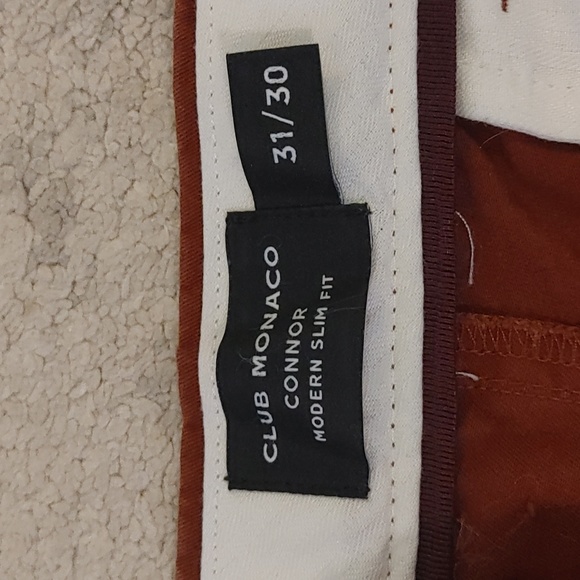 CLUB MONACO
CONNOR
MODERN SLIM FIT
31/30